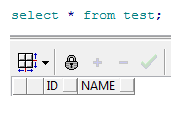 select * from test;
ID NAME